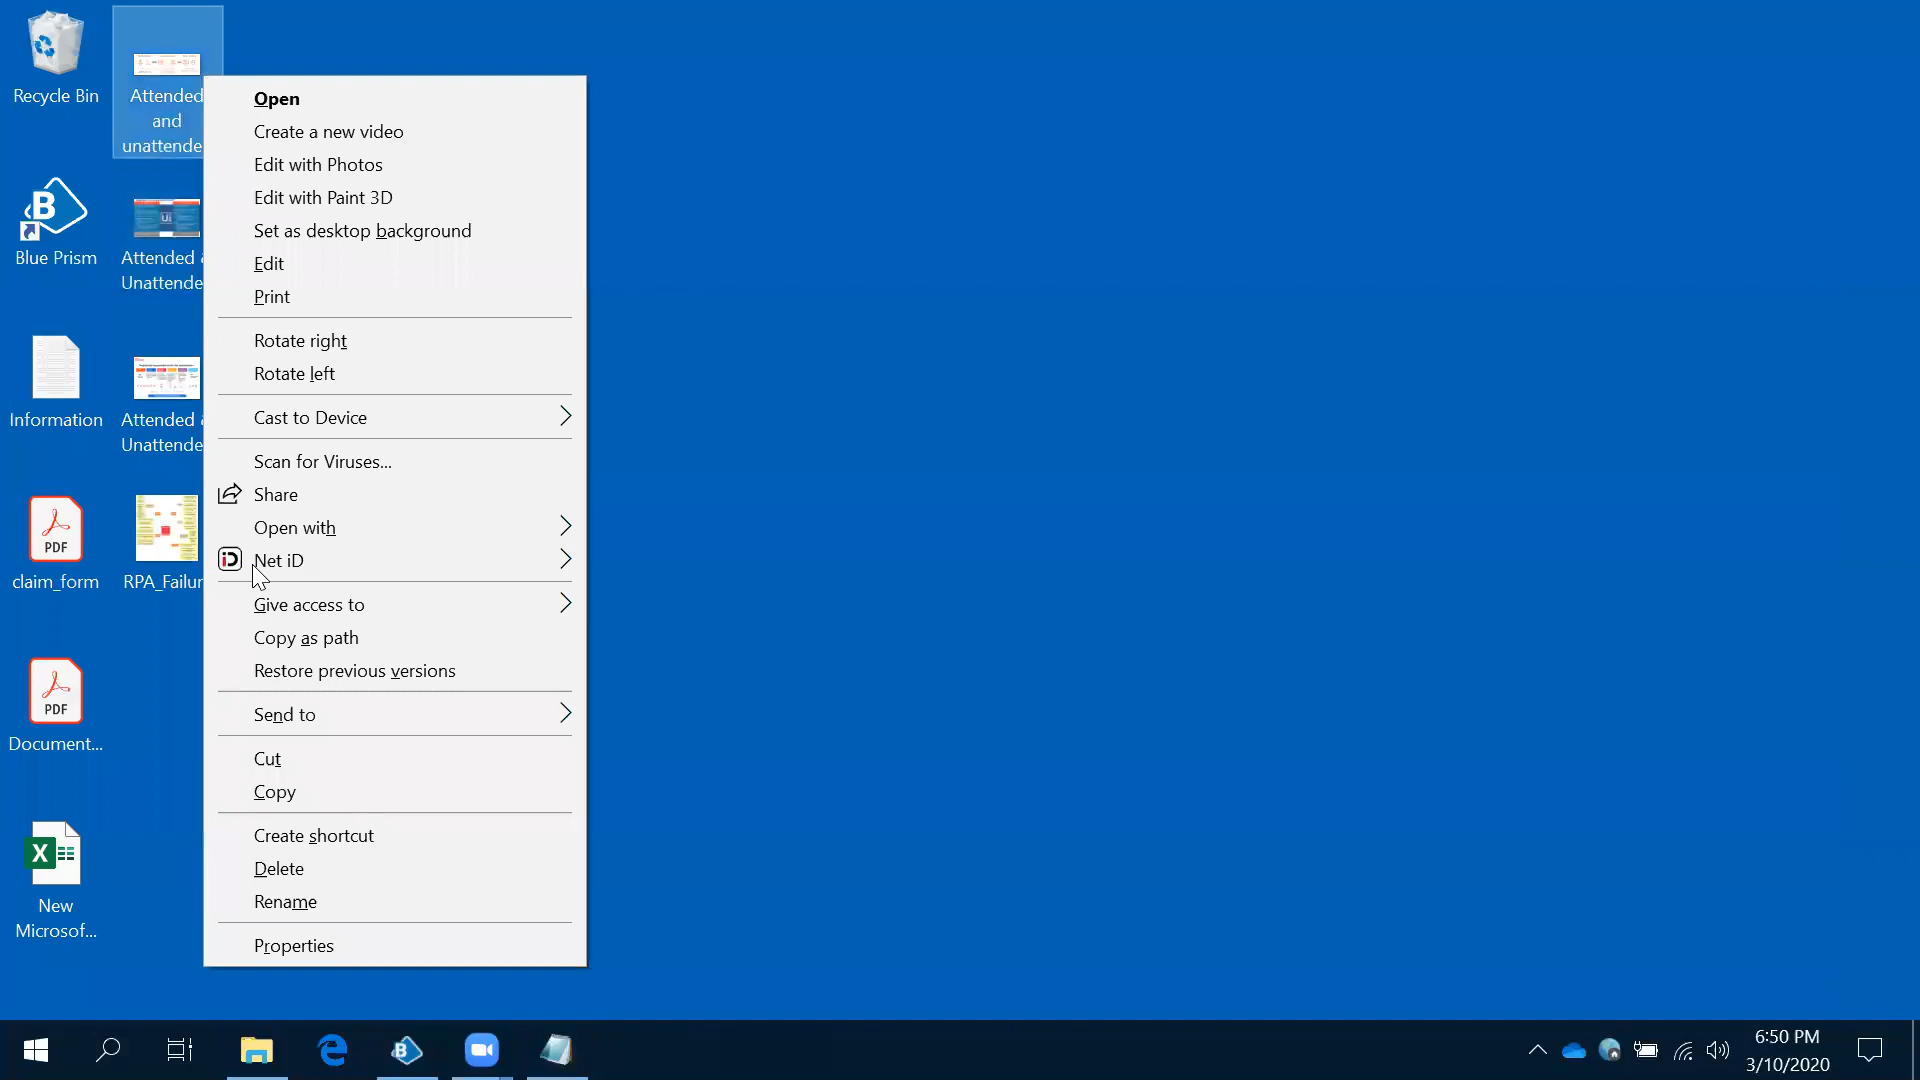 Recycle Bin
Attended
and
unattende
Blue Prism
Attended
Unattende
Information
Attended
Unattende
PDF
claim_form
RPA_Failur
PDF
Document...
X
New
Microsof...
Open
Create a new video
Edit with Photos
Edit with Paint 3D
Set as desktop background
Edit
Print
Rotate right
Rotate left
Cast to Device
Scan for Viruses...
Share
Open with
iD Net iD
Give access to
Copy as path
Restore previous versions
Send to
Cut
Copy
Create shortcut
Delete
Rename
Properties
6:50 PM
3/10/2020